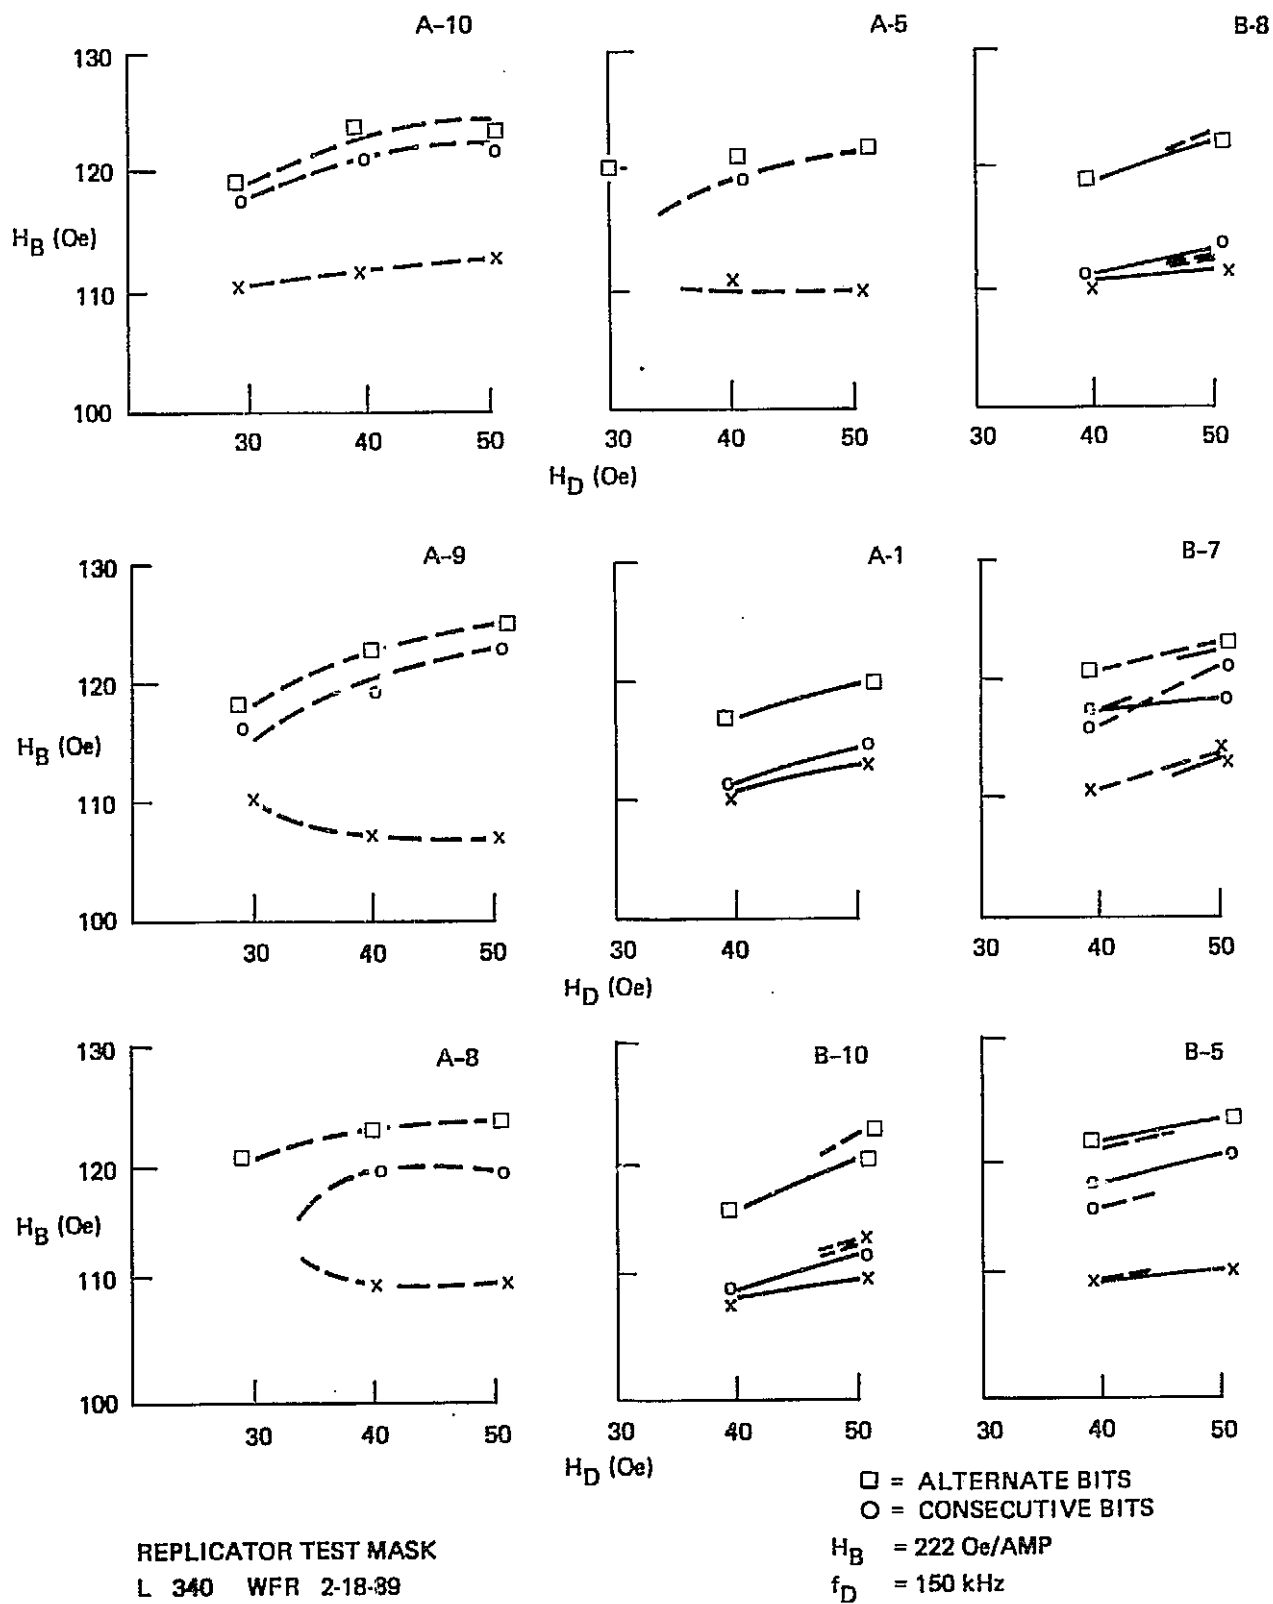 A-10 A-5 B-8
130
120
H_B (Oe)
110
100
30 40 50 30 40 50 30 40 50
H_D (Oe)
A-9 A-1 B-7
130
120
H_B (Oe)
110
100
30 40 50 30 40 50 30 40 50
H_D (Oe)
A-8 B-10 B-5
130
120
H_B (Oe)
110
100
30 40 50 30 40 50 30 40 50
H_D (Oe)
□ = ALTERNATE BITS
O = CONSECUTIVE BITS
H_B = 222 Oe/AMP
f_D = 150 kHz
REPLICATOR TEST MASK
L 340 WFR 2-18-89